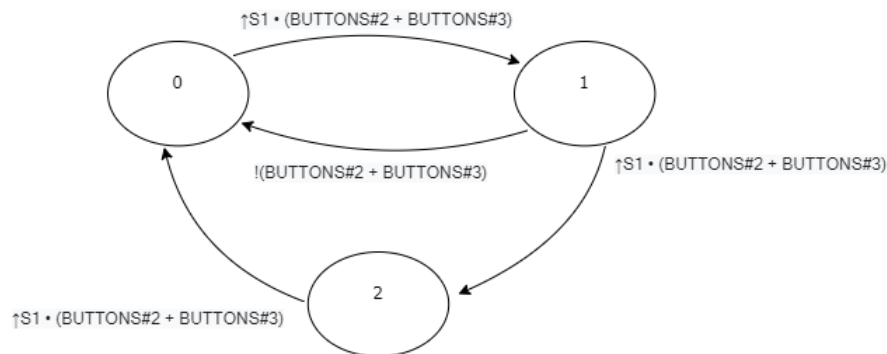 ↑S1 • (BUTTONS#2 + BUTTONS#3)
0
1
!(BUTTONS#2 + BUTTONS#3)
↑S1 • (BUTTONS#2 + BUTTONS#3)
2
↑S1 • (BUTTONS#2 + BUTTONS#3)